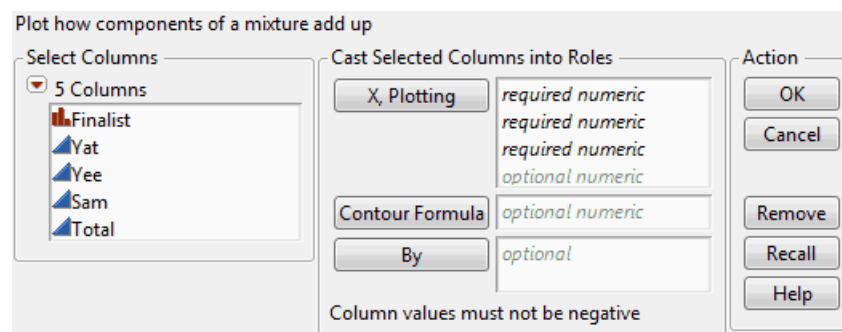 Plot how components of a mixture add up
Select Columns
5 Columns
Finalist
Yat
Yee
Sam
Total
Cast Selected Columns into Roles
X, Plotting
required numeric
required numeric
required numeric
optional numeric
Contour Formula
optional numeric
By
optional
Column values must not be negative
Action
OK
Cancel
Remove
Recall
Help